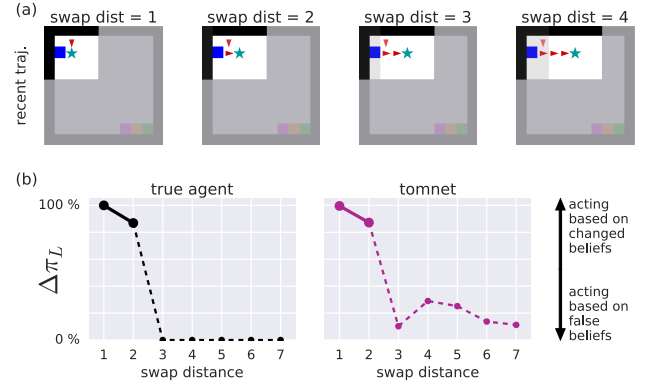 (a)
swap dist = 1 swap dist = 2 swap dist = 3 swap dist = 4
recent traj.
(b)
true agent tomnet
100 %
0 %
Δπ_L
1 2 3 4 5 6 7 1 2 3 4 5 6 7
swap distance swap distance
acting
based on
changed
beliefs
acting
based on
false
beliefs